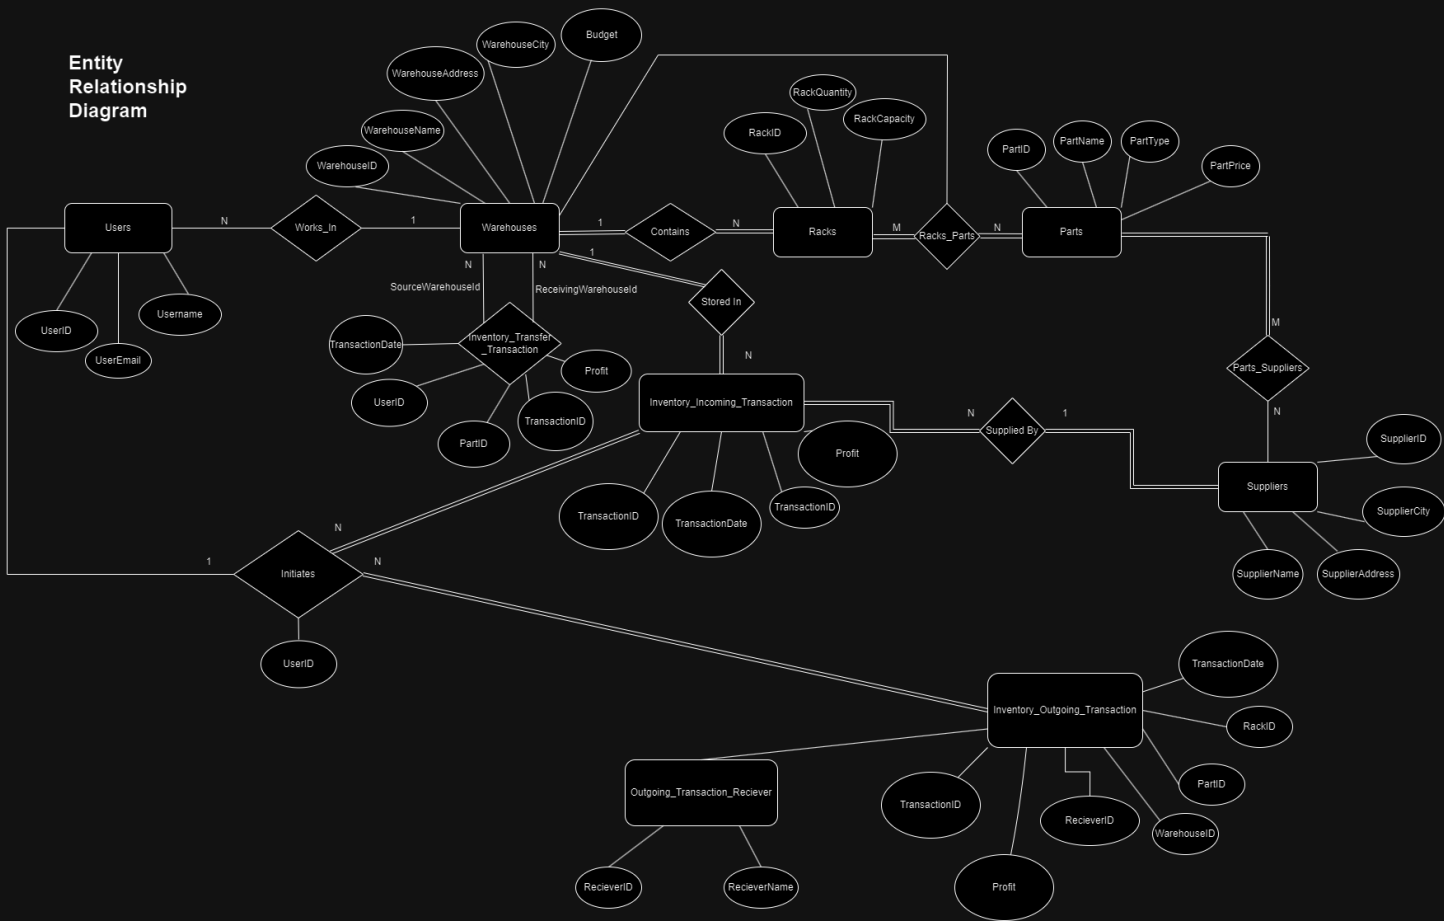 Entity
Relationship
Diagram
Budget
WarehouseCity
WarehouseAddress
WarehouseName
WarehouseID
RackQuantity
RackCapacity
RackID
PartID
PartName
PartType
PartPrice
Users
N
Works_In
1
Warehouses
1
Contains
N
Racks
M
Racks_Parts
N
Parts
N
N
1
SourceWarehouseId
ReceivingWarehouseId
Stored In
UserID
UserEmail
Username
TransactionDate
Inventory_Transfer
_Transaction
Profit
UserID
PartID
TransactionID
N
M
Parts_Suppliers
N
Inventory_Incoming_Transaction
N
Supplied By
1
Profit
TransactionID
TransactionDate
TransactionID
SupplierID
Suppliers
SupplierCity
SupplierName
SupplierAddress
N
1
Initiates
N
UserID
TransactionDate
Inventory_Outgoing_Transaction
RackID
PartID
Outgoing_Transaction_Reciever
TransactionID
RecieverID
WarehouseID
RecieverID
RecieverName
Profit